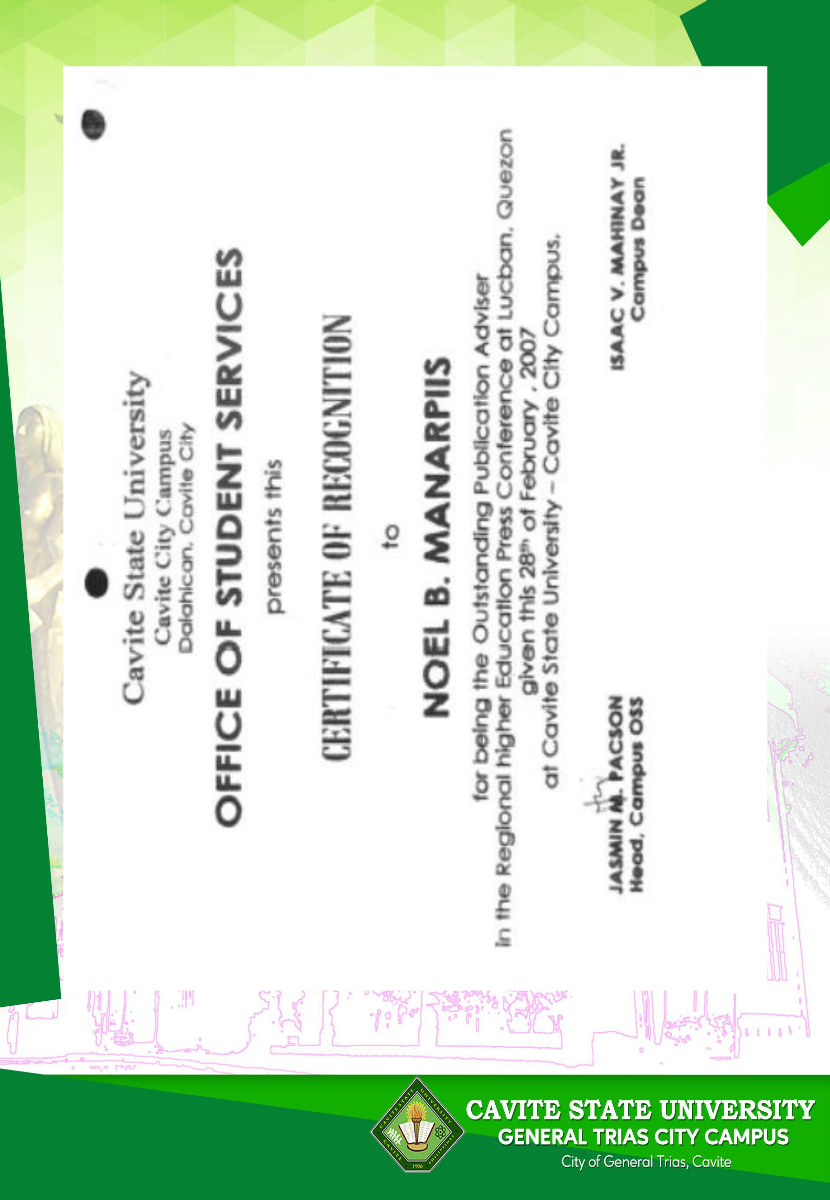 Cavite State University
Cavite City Campus
Dalahican, Cavite City
OFFICE OF STUDENT SERVICES
presents this
CERTIFICATE OF RECOGNITION
to
NOEL B. MANARPIIS
for being the Outstanding Publication Adviser
in the Regional higher Education Press Conference at Lucban, Quezon
given this 28th of February , 2007
at Cavite State University – Cavite City Campus.
JASMIN M. PACSON
Head, Campus OSS
ISAAC V. MAHINAY JR.
Campus Dean
CAVITE STATE UNIVERSITY
GENERAL TRIAS CITY CAMPUS
City of General Trias, Cavite
1906